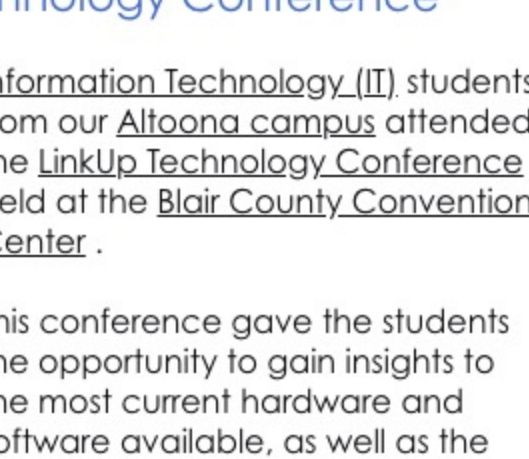 nology Conference
nformation Technology (IT) students
om our Altoona campus attended
he LinkUp Technology Conference
eld at the Blair County Convention
Center .
his conference gave the students
he opportunity to gain insights to
he most current hardware and
oftware available, as well as the